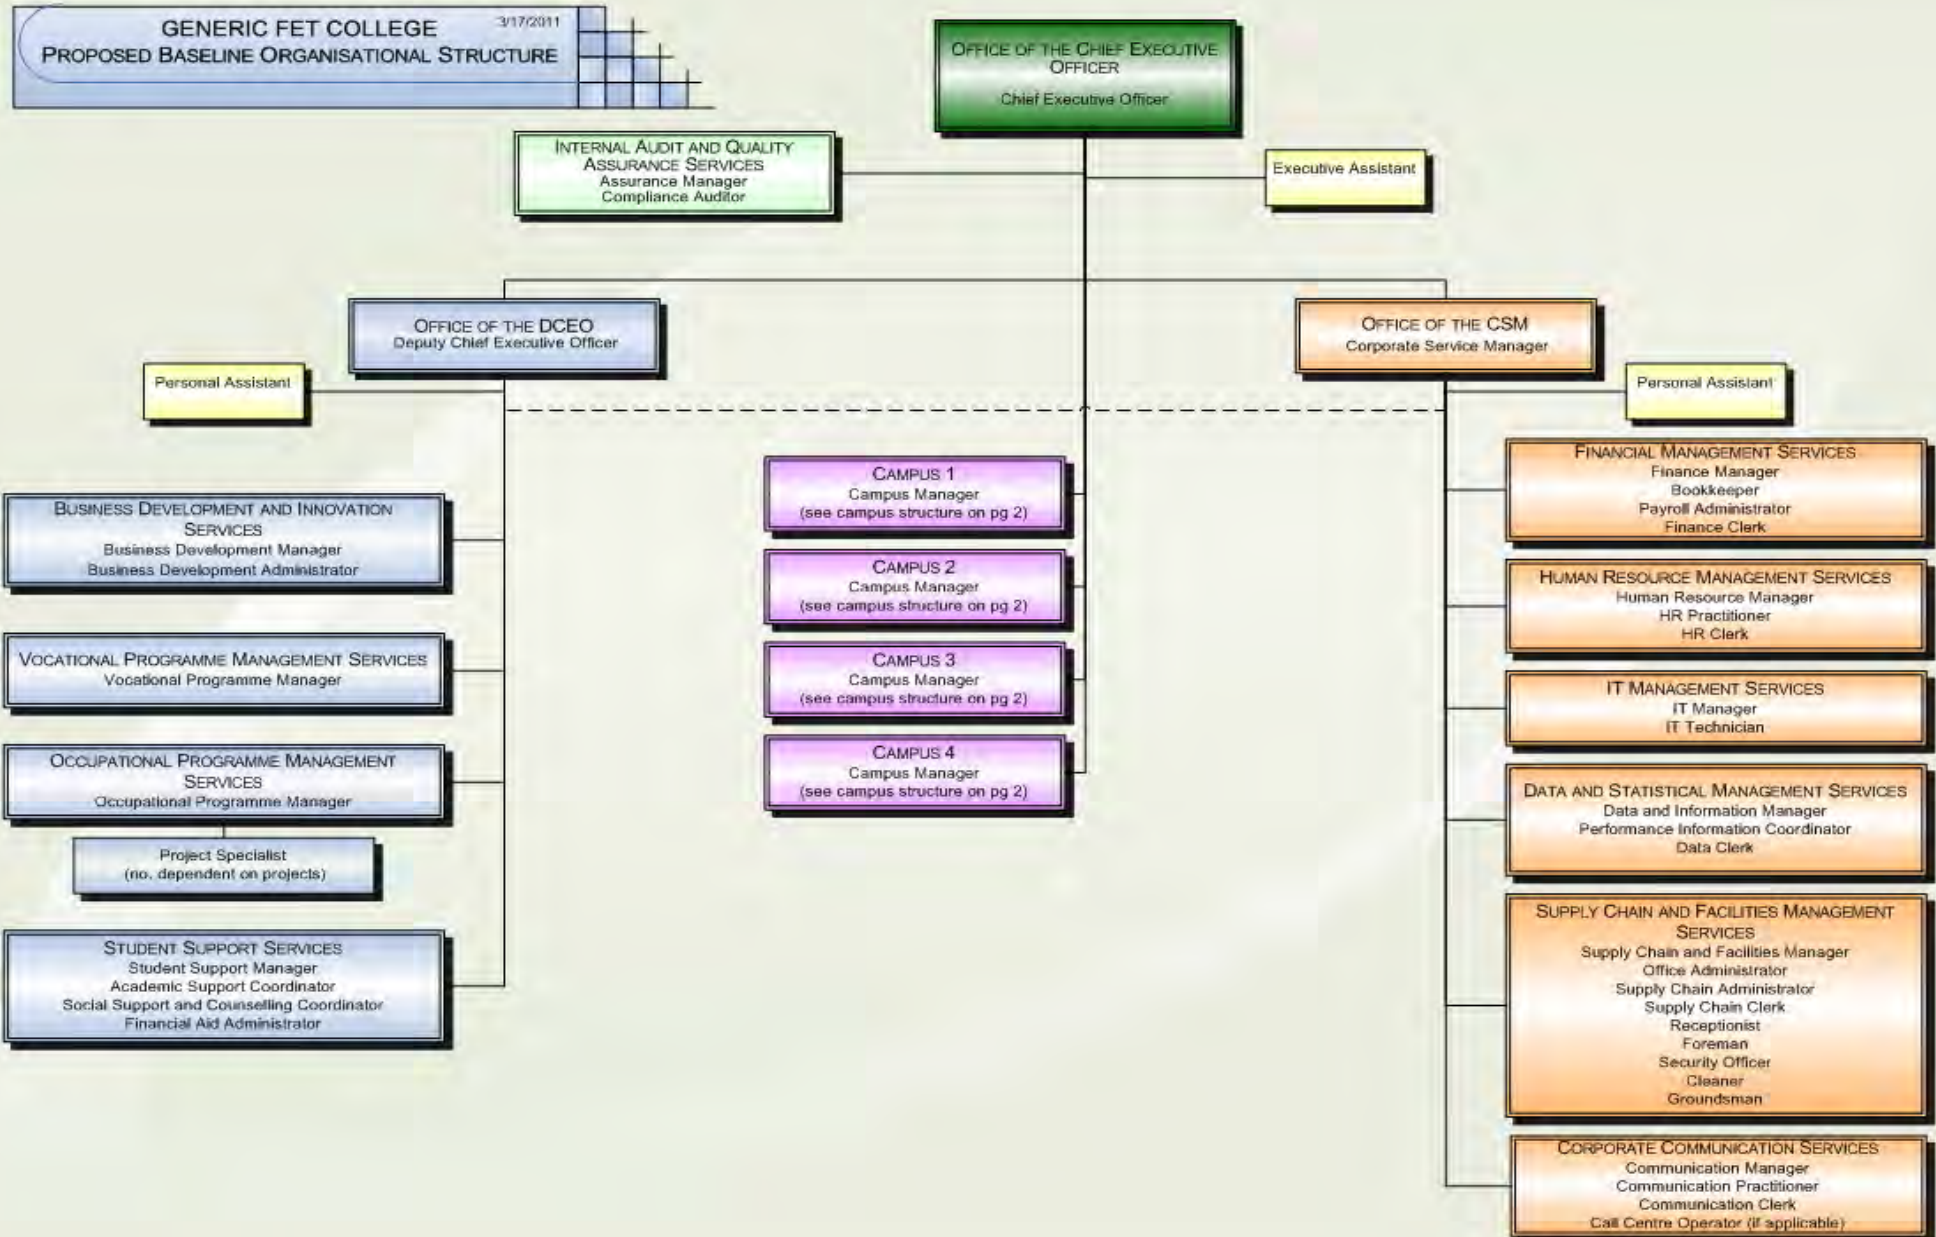 GENERIC FET COLLEGE
3/17/2011
PROPOSED BASELINE ORGANISATIONAL STRUCTURE
OFFICE OF THE CHIEF EXECUTIVE
OFFICER
Chief Executive Officer
INTERNAL AUDIT AND QUALITY
ASSURANCE SERVICES
Assurance Manager
Compliance Auditor
Executive Assistant
OFFICE OF THE DCEO
Deputy Chief Executive Officer
OFFICE OF THE CSM
Corporate Service Manager
Personal Assistant
Personal Assistant
BUSINESS DEVELOPMENT AND INNOVATION
SERVICES
Business Development Manager
Business Development Administrator
VOCATIONAL PROGRAMME MANAGEMENT SERVICES
Vocational Programme Manager
OCCUPATIONAL PROGRAMME MANAGEMENT
SERVICES
Occupational Programme Manager
Project Specialist
(no. dependent on projects)
STUDENT SUPPORT SERVICES
Student Support Manager
Academic Support Coordinator
Social Support and Counselling Coordinator
Financial Aid Administrator
CAMPUS 1
Campus Manager
(see campus structure on pg 2)
CAMPUS 2
Campus Manager
(see campus structure on pg 2)
CAMPUS 3
Campus Manager
(see campus structure on pg 2)
CAMPUS 4
Campus Manager
(see campus structure on pg 2)
FINANCIAL MANAGEMENT SERVICES
Finance Manager
Bookkeeper
Payroll Administrator
Finance Clerk
HUMAN RESOURCE MANAGEMENT SERVICES
Human Resource Manager
HR Practitioner
HR Clerk
IT MANAGEMENT SERVICES
IT Manager
IT Technician
DATA AND STATISTICAL MANAGEMENT SERVICES
Data and Information Manager
Performance Information Coordinator
Data Clerk
SUPPLY CHAIN AND FACILITIES MANAGEMENT
SERVICES
Supply Chain and Facilities Manager
Office Administrator
Supply Chain Administrator
Supply Chain Clerk
Receptionist
Foreman
Security Officer
Cleaner
Groundsman
CORPORATE COMMUNICATION SERVICES
Communication Manager
Communication Practitioner
Communication Clerk
Call Centre Operator (if applicable)